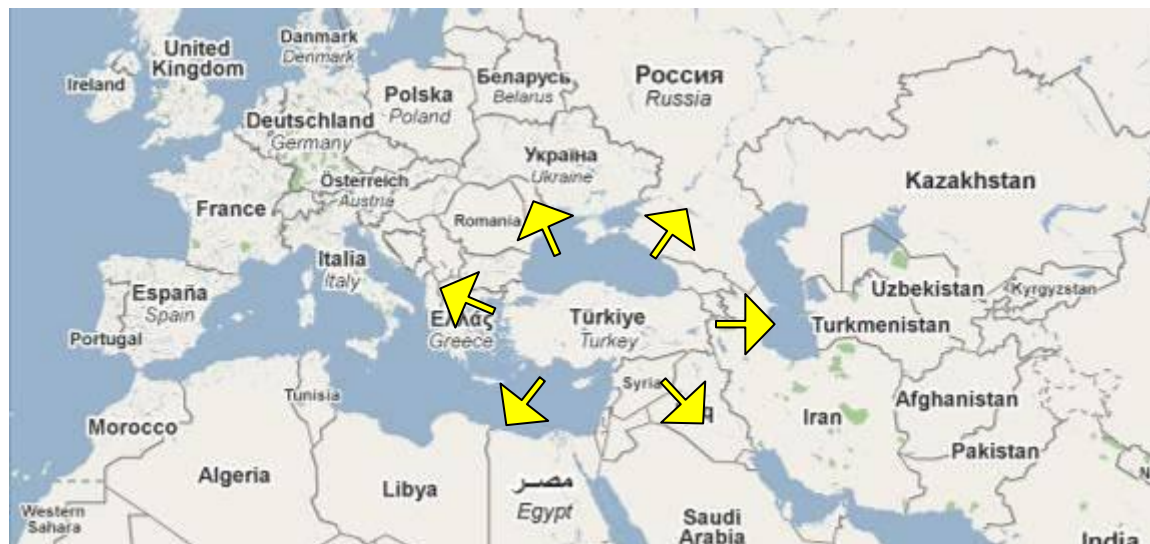 Danmark
Denmark
United
Kingdom
Ireland
Беларусь
Belarus
Россия
Russia
Polska
Poland
Deutschland
Germany
Україна
Ukraine
Österreich
Austria
Kazakhstan
France
Romania
Italia
Italy
España
Spain
Uzbekistan
Kyrgyzstan
Portugal
Ελλάς
Greece
Türkiye
Turkey
Turkmenistan
Syria
Tunisia
Afghanistan
Iran
Morocco
Pakistan
Algeria
Libya
مصر
Egypt
Western
Sahara
Saudi
Arabia
India